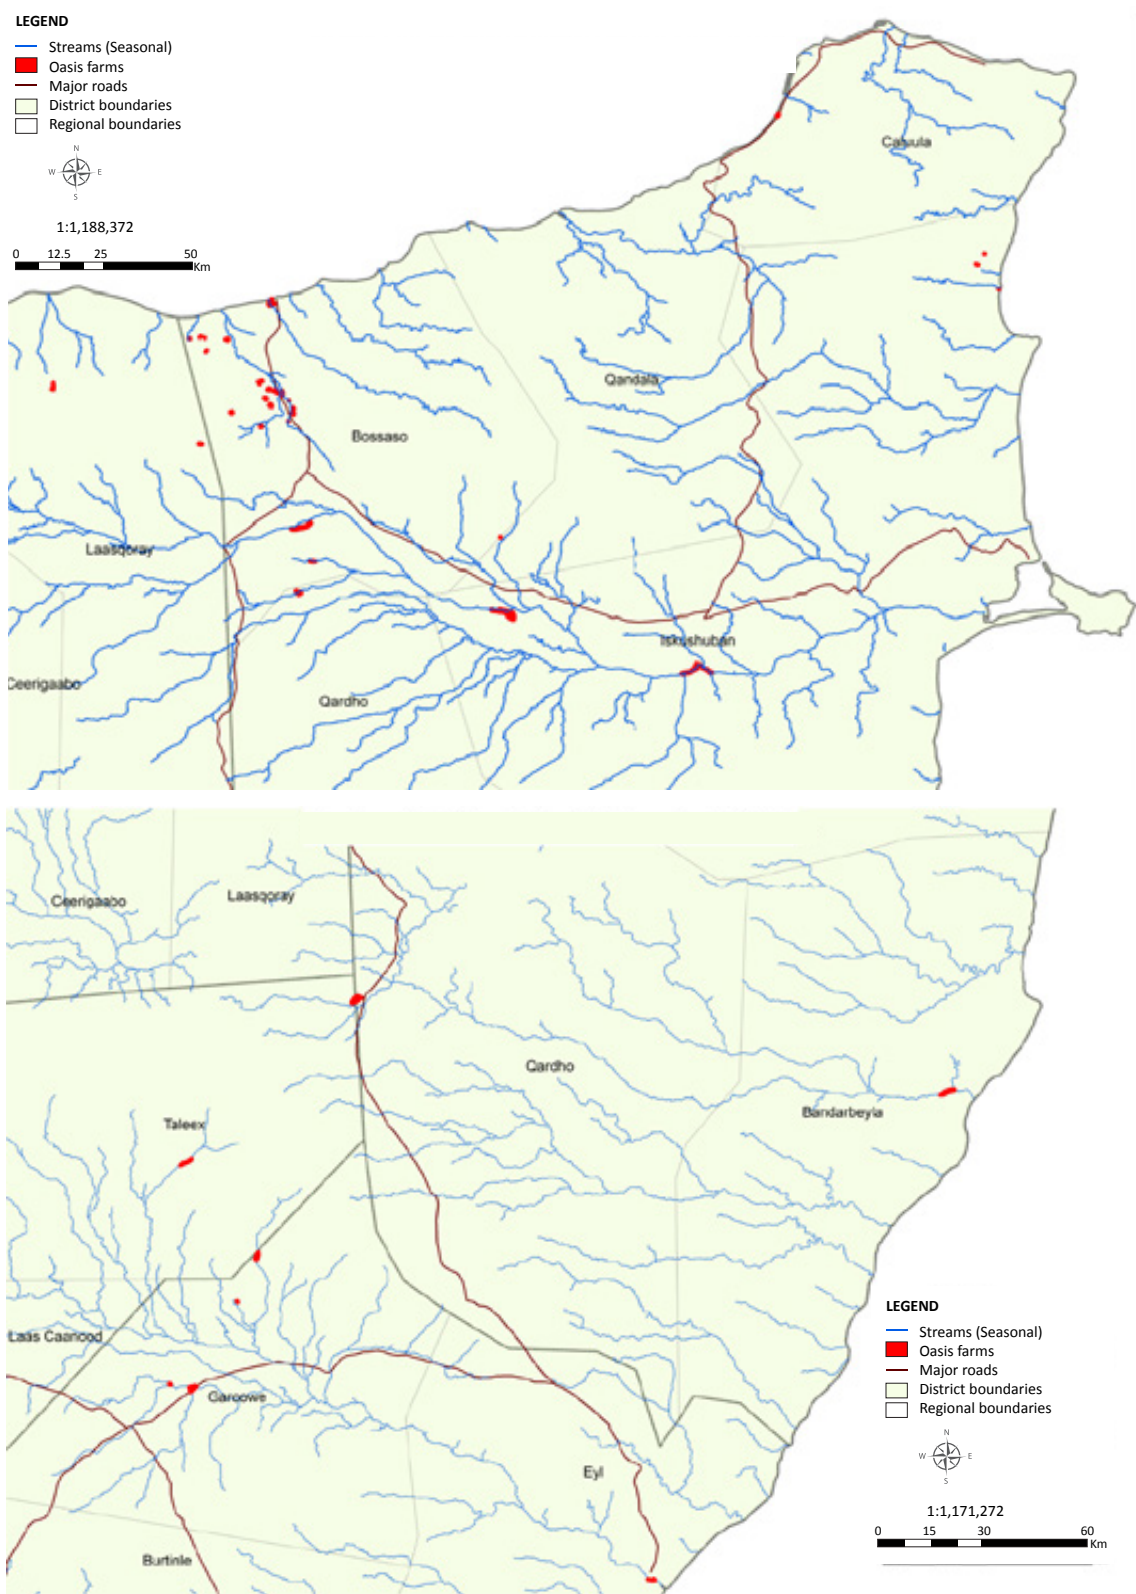 LEGEND
Streams (Seasonal)
Oasis farms
Major roads
District boundaries
Regional boundaries
N
W E
S
1:1,188,372
0 12.5 25 50
Km
Caluula
Qandala
Bossaso
Laasqoray
Iskushuban
Ceerigaabo
Qardho
Ceerigaabo
Laasqoray
Qardho
Bandarbeyla
Taleex
LEGEND
Streams (Seasonal)
Oasis farms
Major roads
District boundaries
Regional boundaries
Laas Caanood
Garoowe
N
W E
S
Eyl
1:1,171,272
0 15 30 60
Km
Burtinle